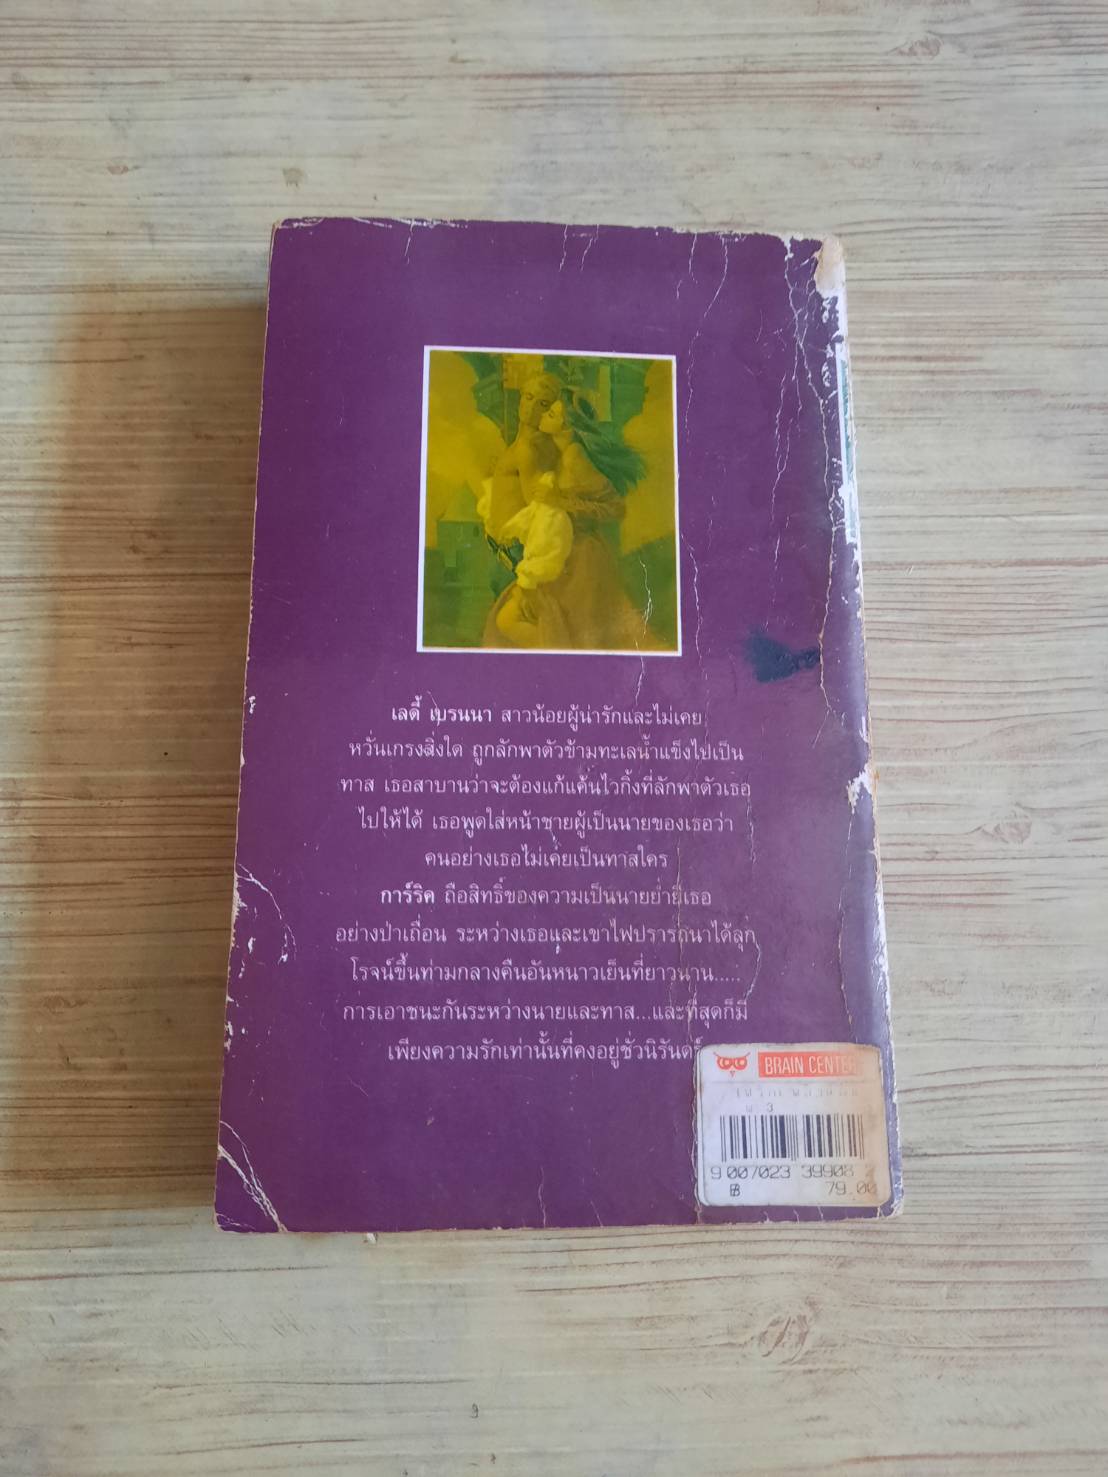 เลดี้ เบรนนา สาวน้อยผู้น่ารักและไม่เคย
หวั่นเกรงสิ่งใด ถูกลักพาตัวข้ามทะเลน้ำแข็งไปเป็น
ทาส เธอสาบานว่าจะต้องแก้แค้นไวกิ้งที่ลักพาตัวเธอ
ไปให้ได้ เธอพูดใส่หน้าชายผู้เป็นนายของเธอว่า
คนอย่างเธอไม่เคยเป็นทาสใคร
การ์ริค ถือสิทธิ์ของความเป็นนายย่ำยีเธอ
อย่างป่าเถื่อน ระหว่างเธอและเขาไฟปรารถนาได้ลุก
โรจน์ขึ้นท่ามกลางคืนอันหนาวเย็นที่ยาวนาน.....
การเอาชนะกันระหว่างนายและทาส...และที่สุดก็มี
เพียงความรักเท่านั้นที่คงอยู่ชั่วนิรันดร์
BRAIN CENTER
3
9 007023 39908 2
฿ 79.00